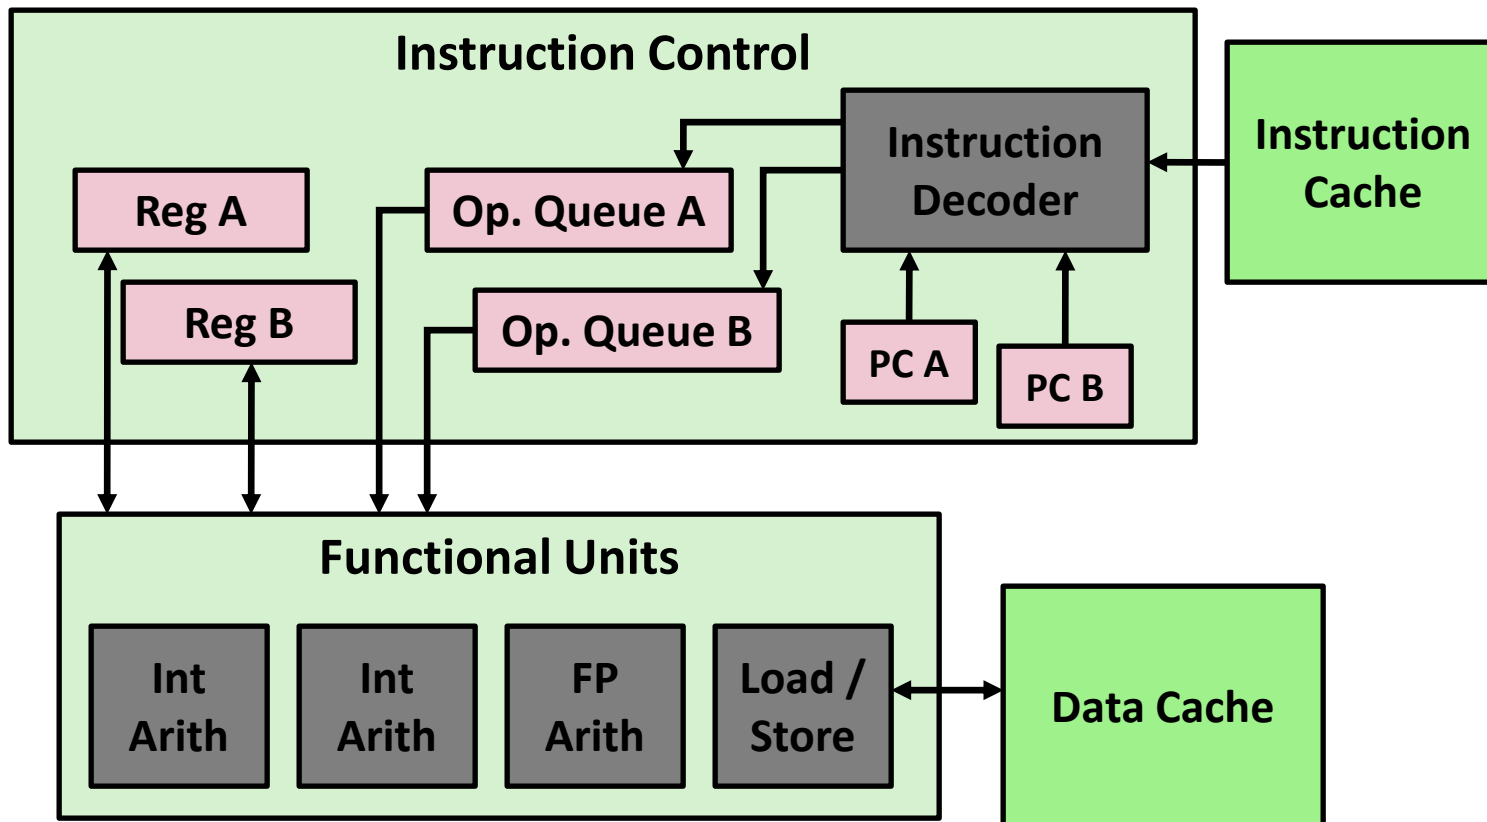 Instruction Control
Instruction
Decoder
Instruction
Cache
Reg A
Op. Queue A
Reg B
Op. Queue B
PC A
PC B
Functional Units
Int
Arith
Int
Arith
FP
Arith
Load /
Store
Data Cache